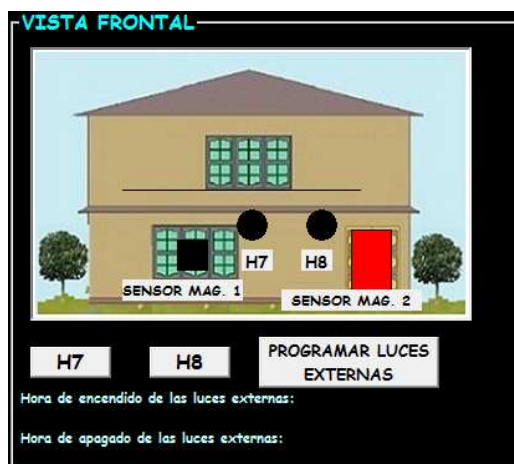 VISTA FRONTAL
H7
H8
SENSOR MAG. 1
SENSOR MAG. 2
H7
H8
PROGRAMAR LUCES
EXTERNAS
Hora de encendido de las luces externas:
Hora de apagado de las luces externas: